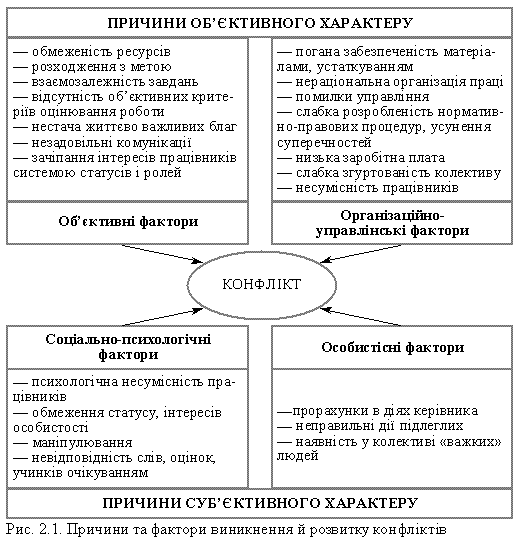 ПРИЧИНИ ОБ’ЄКТИВНОГО ХАРАКТЕРУ
— обмеженість ресурсів
— розходження з метою
— взаємозалежність завдань
— відсутність об’єктивних крите-
ріїв оцінювання роботи
— нестача життєво важливих благ
— незадовільні комунікації
— зачіпання інтересів працівників
системою статусів і ролей
Об’єктивні фактори
— погана забезпеченість матеріа-
лами, устаткуванням
— нераціональна організація праці
— помилки управління
— слабка розробленість норматив-
но-правових процедур, усунення
суперечностей
— низька заробітна плата
— слабка згуртованість колективу
— несумісність працівників
Організаційно-
управлінські фактори
КОНФЛІКТ
Соціально-психологічні
фактори
— психологічна несумісність пра-
цівників
— обмеження статусу, інтересів
особистості
— маніпулювання
— невідповідність слів, оцінок,
учинків очікуванням
Особистісні фактори
—прорахунки в діях керівника
— неправильні дії підлеглих
— наявність у колективі «важких»
людей
ПРИЧИНИ СУБ’ЄКТИВНОГО ХАРАКТЕРУ
Рис. 2.1. Причини та фактори виникнення й розвитку конфліктів